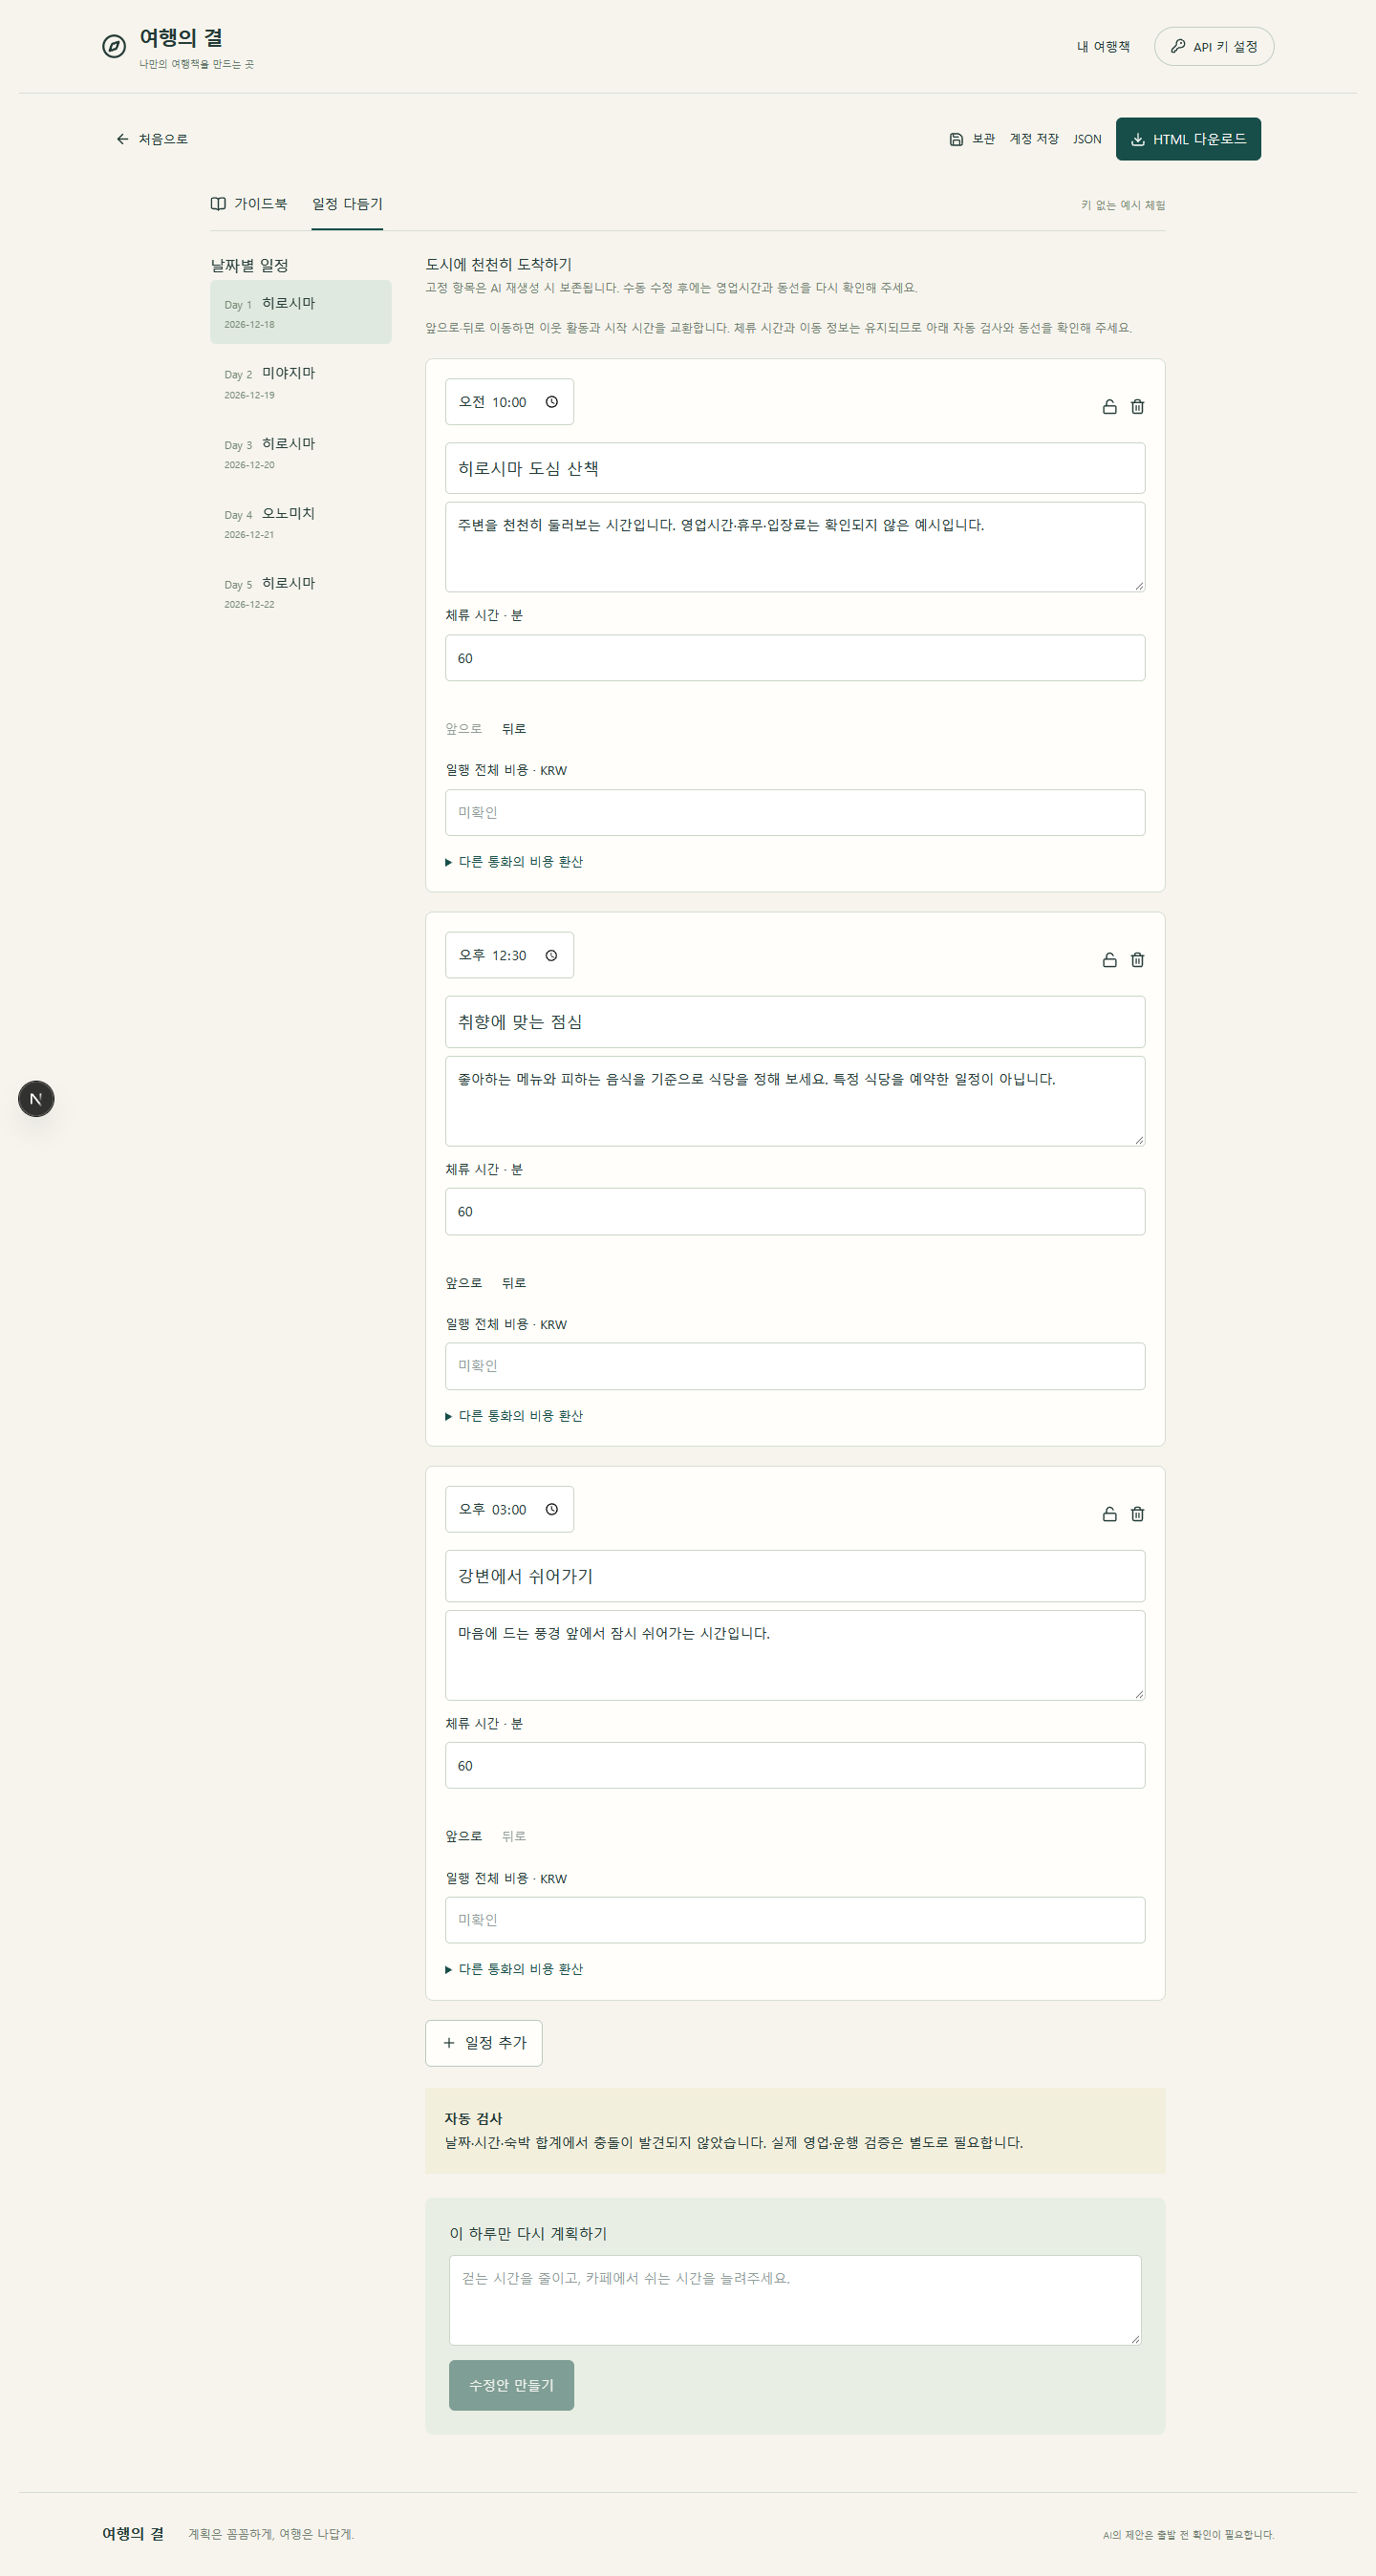 여행의 결
나만의 여행책을 만드는 곳
내 여행책
API 키 설정
처음으로
보관
계정 저장
JSON
HTML 다운로드
가이드북
일정 다듬기
키 없는 예시 체험
날짜별 일정
Day 1 히로시마
2026-12-18
Day 2 미야지마
2026-12-19
Day 3 히로시마
2026-12-20
Day 4 오노미치
2026-12-21
Day 5 히로시마
2026-12-22
도시에 천천히 도착하기
고정 항목은 AI 재생성 시 보존됩니다. 수동 수정 후에는 영업시간과 동선을 다시 확인해 주세요.
앞으로·뒤로 이동하면 이웃 활동과 시작 시간을 교환합니다. 체류 시간과 이동 정보는 유지되므로 아래 자동 검사와 동선을 확인해 주세요.
오전 10:00
히로시마 도심 산책
주변을 천천히 둘러보는 시간입니다. 영업시간·휴무·입장료는 확인되지 않은 예시입니다.
체류 시간 · 분
60
앞으로 뒤로
일행 전체 비용 · KRW
미확인
다른 통화의 비용 환산
오후 12:30
취향에 맞는 점심
좋아하는 메뉴와 피하는 음식을 기준으로 식당을 정해 보세요. 특정 식당을 예약한 일정이 아닙니다.
체류 시간 · 분
60
앞으로 뒤로
일행 전체 비용 · KRW
미확인
다른 통화의 비용 환산
오후 03:00
강변에서 쉬어가기
마음에 드는 풍경 앞에서 잠시 쉬어가는 시간입니다.
체류 시간 · 분
60
앞으로 뒤로
일행 전체 비용 · KRW
미확인
다른 통화의 비용 환산
일정 추가
자동 검사
날짜·시간·숙박 합계에서 충돌이 발견되지 않았습니다. 실제 영업·운행 검증은 별도로 필요합니다.
이 하루만 다시 계획하기
걷는 시간을 줄이고, 카페에서 쉬는 시간을 늘려주세요.
수정안 만들기
여행의 결
계획은 꼼꼼하게, 여행은 나답게.
AI의 제안은 출발 전 확인이 필요합니다.
N